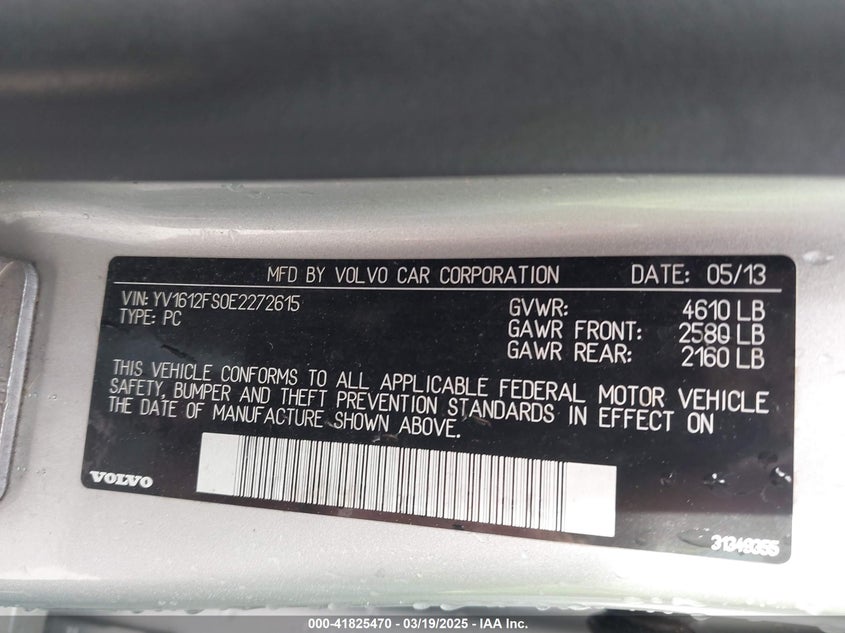 MFD BY VOLVO CAR CORPORATION DATE: 05/13
VIN: YV1612FS0E2272615
TYPE: PC
GVWR: 4610 LB
GAWR FRONT: 2580 LB
GAWR REAR: 2160 LB
THIS VEHICLE CONFORMS TO ALL APPLICABLE FEDERAL MOTOR VEHICLE
SAFETY, BUMPER AND THEFT PREVENTION STANDARDS IN EFFECT ON
THE DATE OF MANUFACTURE SHOWN ABOVE.
VOLVO
31349355
000-41825470 - 03/19/2025 - IAA Inc.